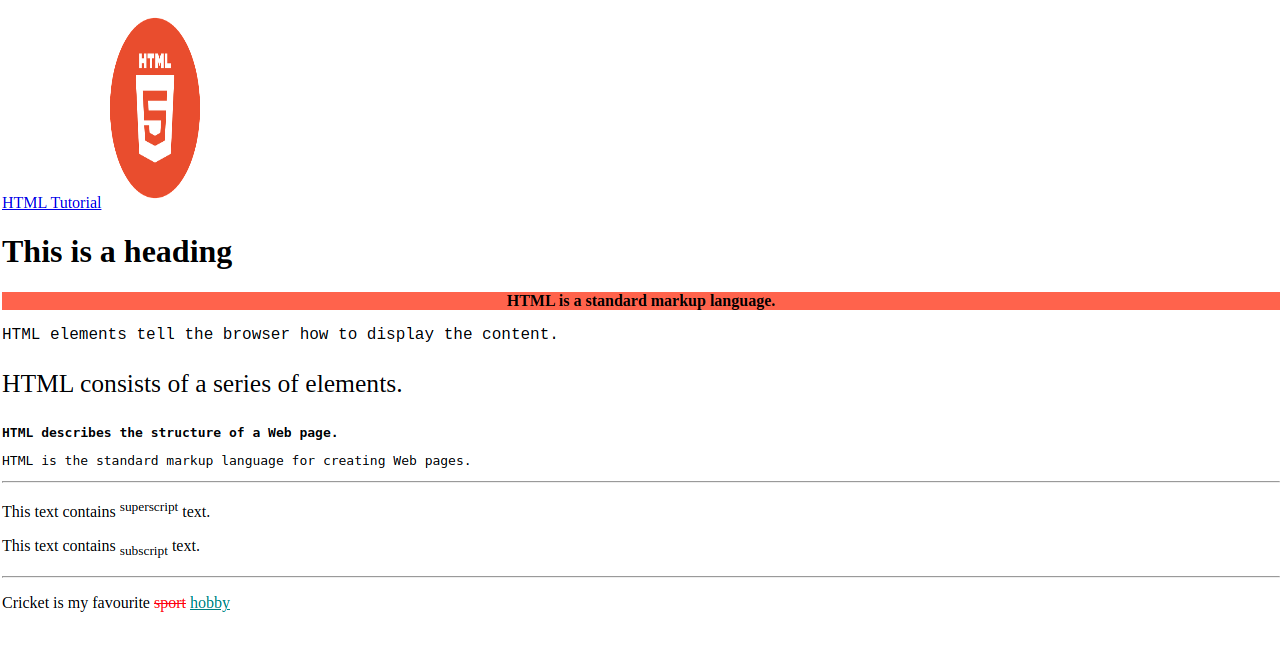 HTML
5
HTML Tutorial
This is a heading
HTML is a standard markup language.
HTML elements tell the browser how to display the content.
HTML consists of a series of elements.
HTML describes the structure of a Web page.
HTML is the standard markup language for creating Web pages.
This text contains superscript text.
This text contains subscript text.
Cricket is my favourite sport hobby